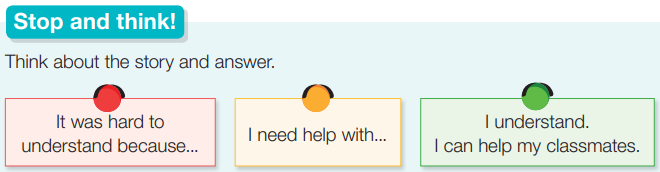 Stop and think!
Think about the story and answer.
It was hard to
understand because...
I need help with...
I understand.
I can help my classmates.